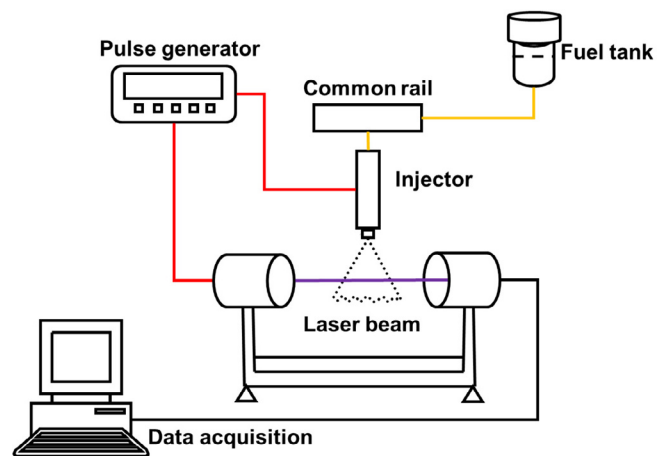 Pulse generator
Fuel tank
Common rail
Injector
Laser beam
Data acquisition